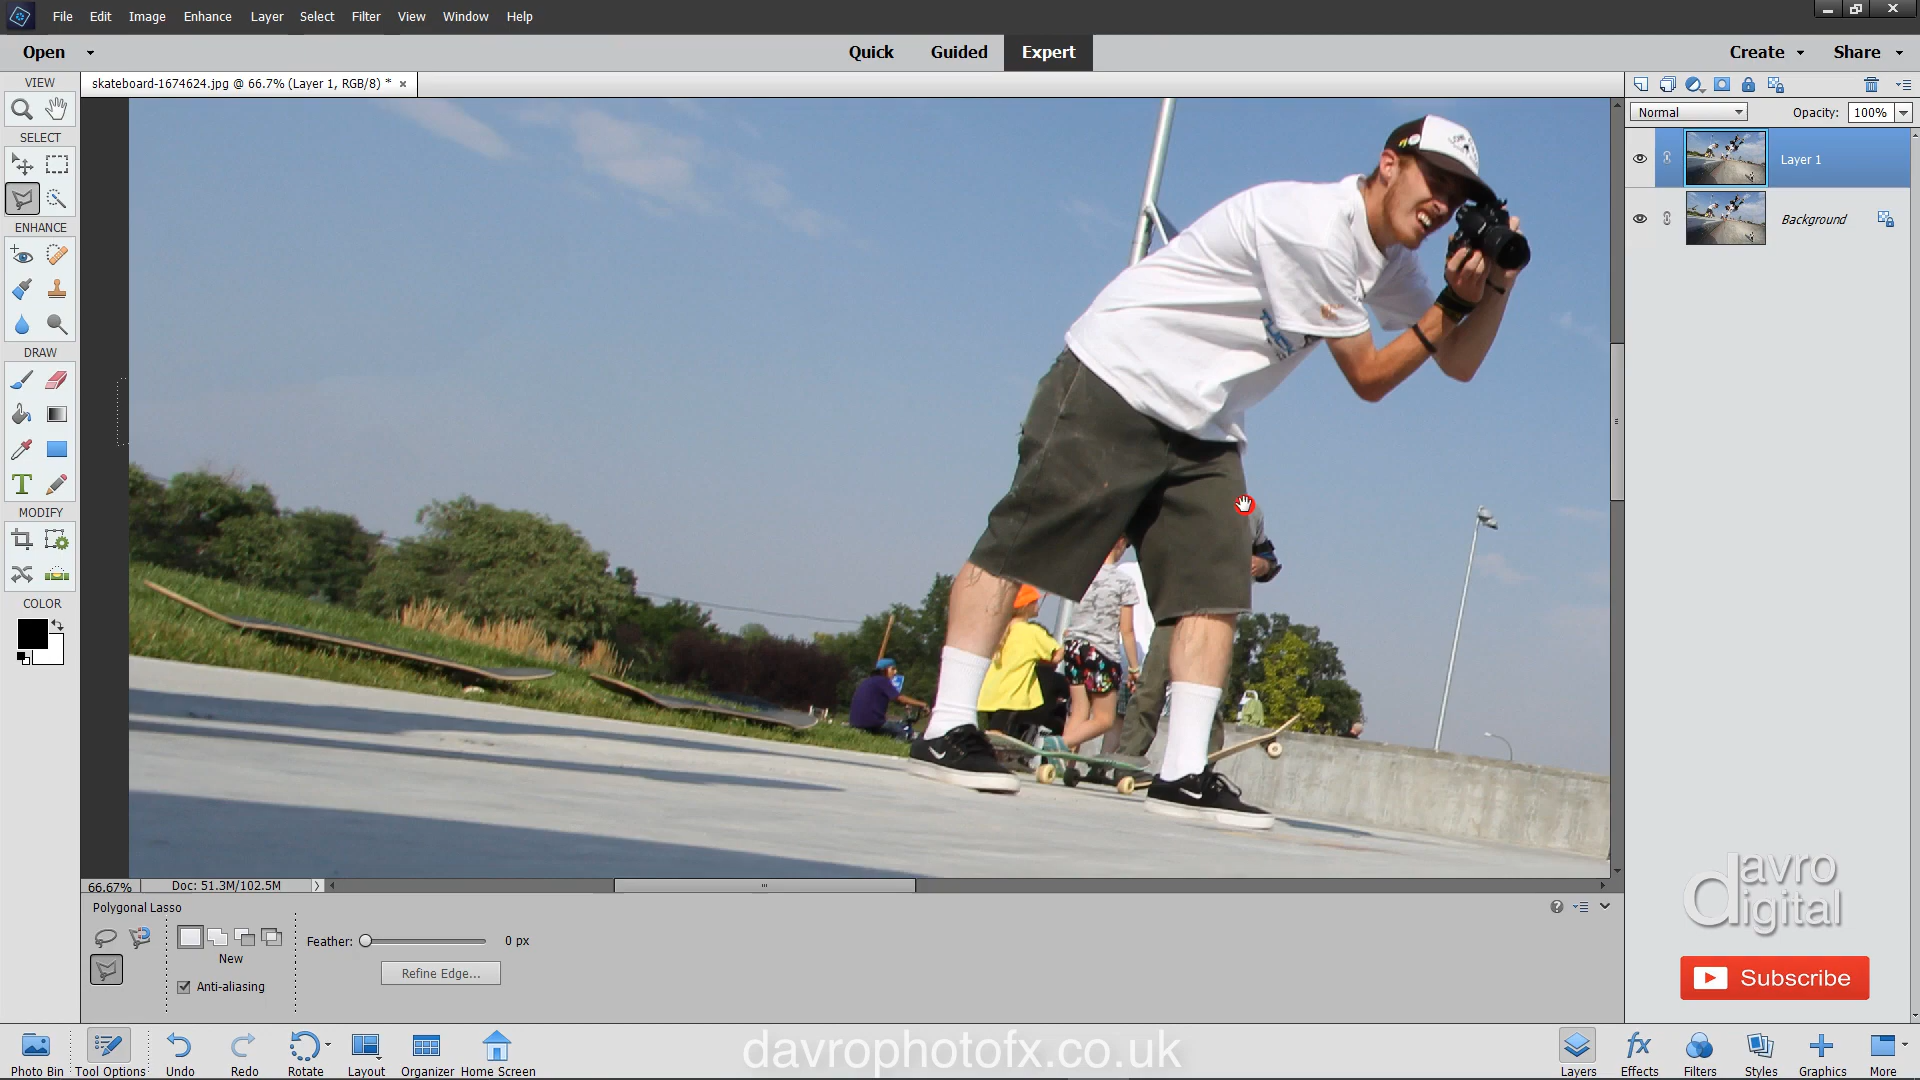 File Edit Image Enhance Layer Select Filter View Window Help
Open Quick Guided Expert Create Share
VIEW
skateboard-1674624.jpg @ 66.7% (Layer 1, RGB/8) *
Normal Opacity: 100%
SELECT
Layer 1
Background
ENHANCE
DRAW
T
MODIFY
COLOR
66.67% Doc: 51.3M/102.5M
Polygonal Lasso
New
Feather: 0 px
Refine Edge...
Anti-aliasing
davro
digital
Subscribe
davrophotofx.co.uk
fx
Photo Bin Tool Options Undo Redo Rotate Layout Organizer Home Screen Layers Effects Filters Styles Graphics More